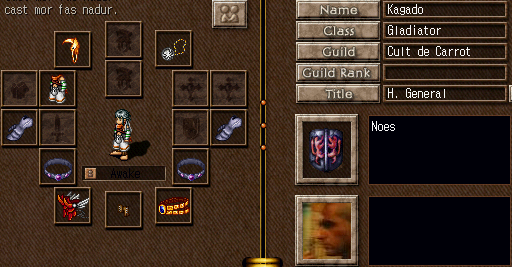 cast mor fas nadur.
Awake
Name Kagado
Class Gladiator
Guild Cult de Carrot
Guild Rank
Title H. General
Noes